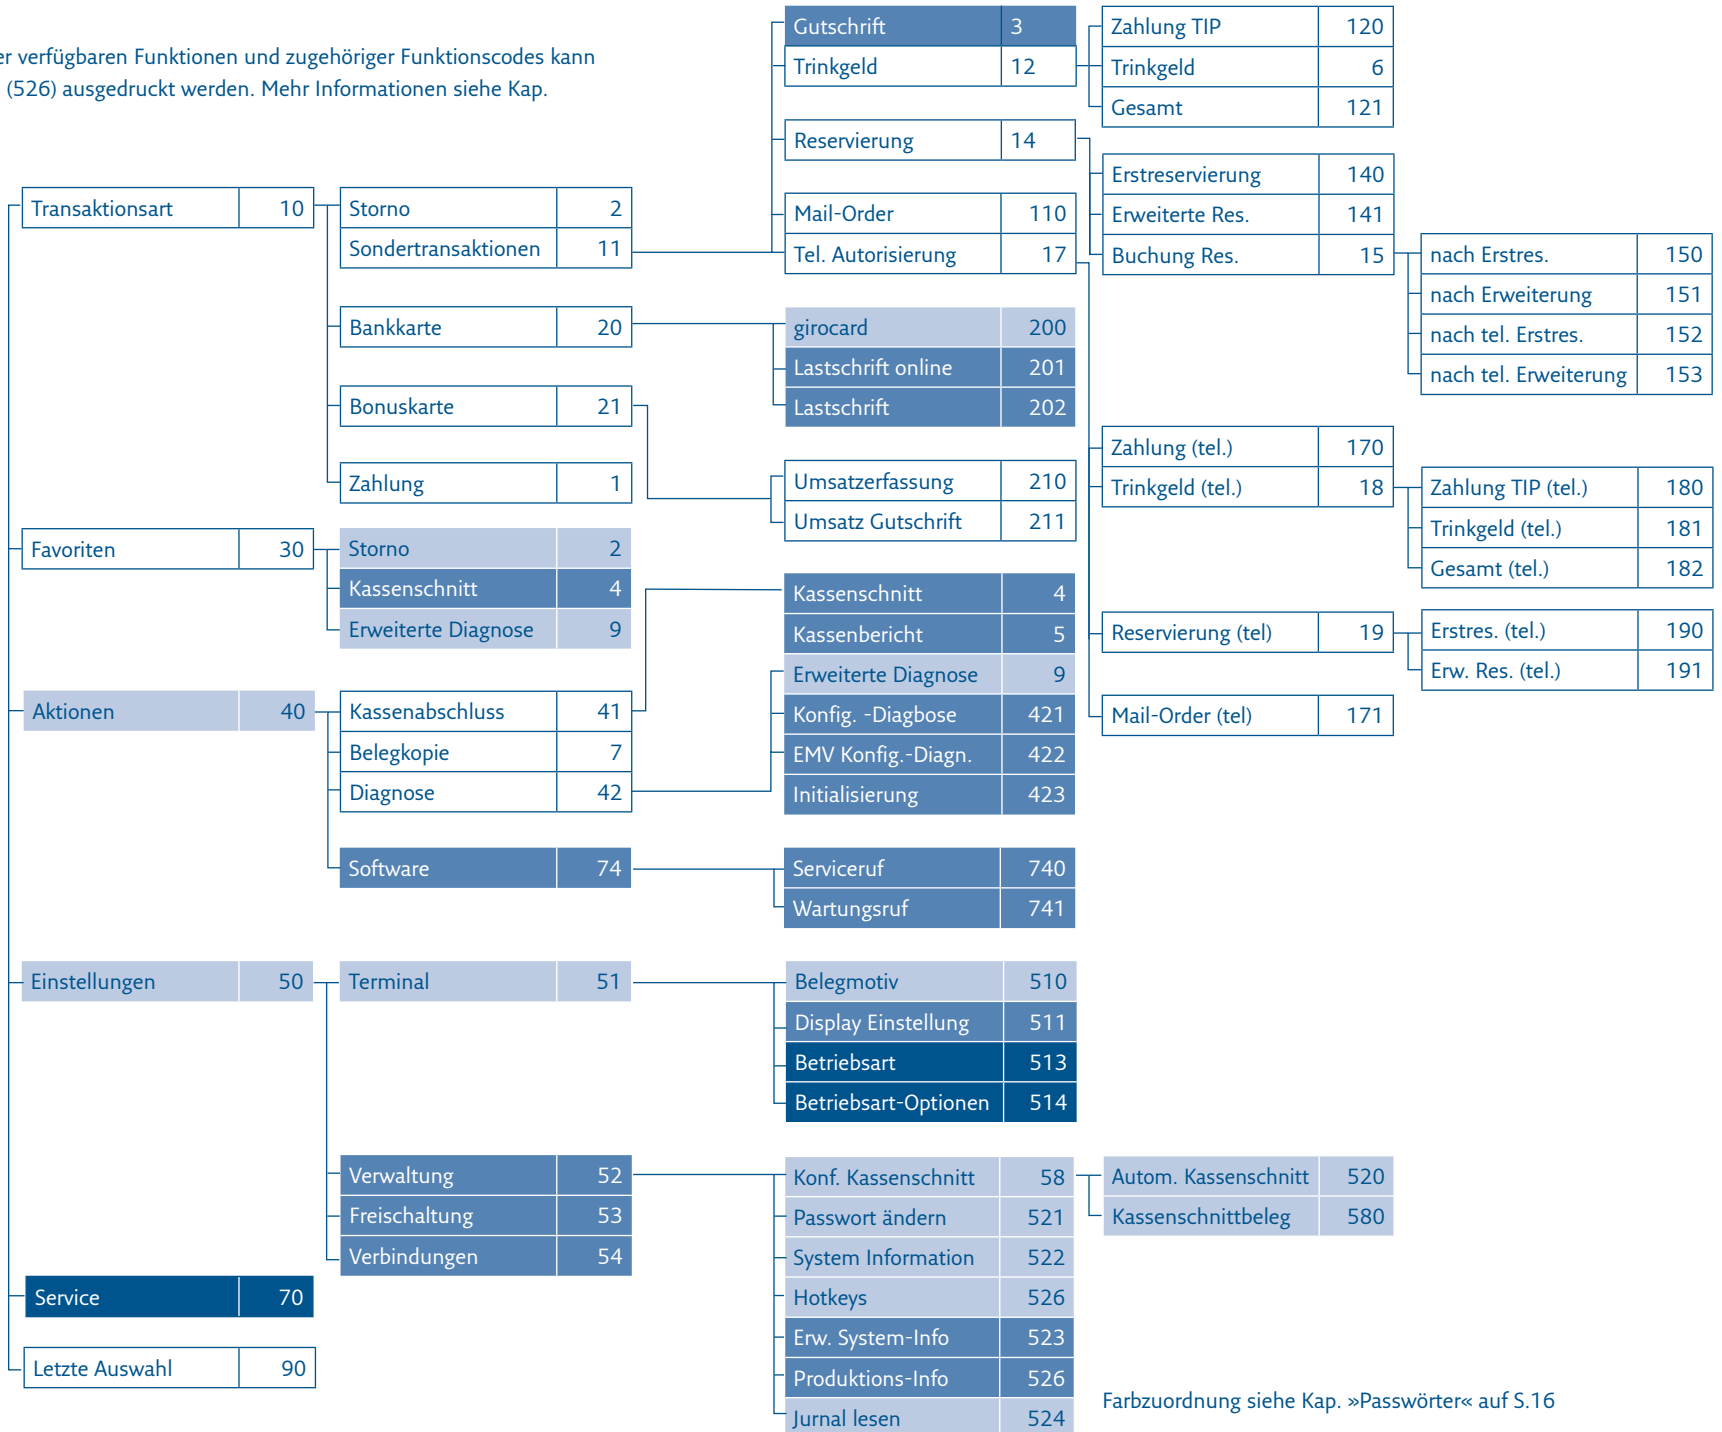 er verfügbaren Funktionen und zugehöriger Funktionscodes kann
(526) ausgedruckt werden. Mehr Informationen siehe Kap.
Transaktionsart 10
Storno 2
Sondertransaktionen 11
Bankkarte 20
Bonuskarte 21
Zahlung 1
Favoriten 30
Storno 2
Kassenschnitt 4
Erweiterte Diagnose 9
Aktionen 40
Kassenabschluss 41
Belegkopie 7
Diagnose 42
Software 74
Einstellungen 50
Terminal 51
Verwaltung 52
Freischaltung 53
Verbindungen 54
Service 70
Letzte Auswahl 90
Gutschrift 3
Trinkgeld 12
Reservierung 14
Mail-Order 110
Tel. Autorisierung 17
girocard 200
Lastschrift online 201
Lastschrift 202
Umsatzerfassung 210
Umsatz Gutschrift 211
Kassenschnitt 4
Kassenbericht 5
Erweiterte Diagnose 9
Konfig. -Diagbose 421
EMV Konfig.-Diagn. 422
Initialisierung 423
Serviceruf 740
Wartungsruf 741
Belegmotiv 510
Display Einstellung 511
Betriebsart 513
Betriebsart-Optionen 514
Konf. Kassenschnitt 58
Passwort ändern 521
System Information 522
Hotkeys 526
Erw. System-Info 523
Produktions-Info 526
Jurnal lesen 524
Zahlung TIP 120
Trinkgeld 6
Gesamt 121
Erstreservierung 140
Erweiterte Res. 141
Buchung Res. 15
Zahlung (tel.) 170
Trinkgeld (tel.) 18
Reservierung (tel) 19
Mail-Order (tel) 171
Autom. Kassenschnitt 520
Kassenschnittbeleg 580
nach Erstres. 150
nach Erweiterung 151
nach tel. Erstres. 152
nach tel. Erweiterung 153
Zahlung TIP (tel.) 180
Trinkgeld (tel.) 181
Gesamt (tel.) 182
Erstres. (tel.) 190
Erw. Res. (tel.) 191
Farbzuordnung siehe Kap. »Passwörter« auf S.16